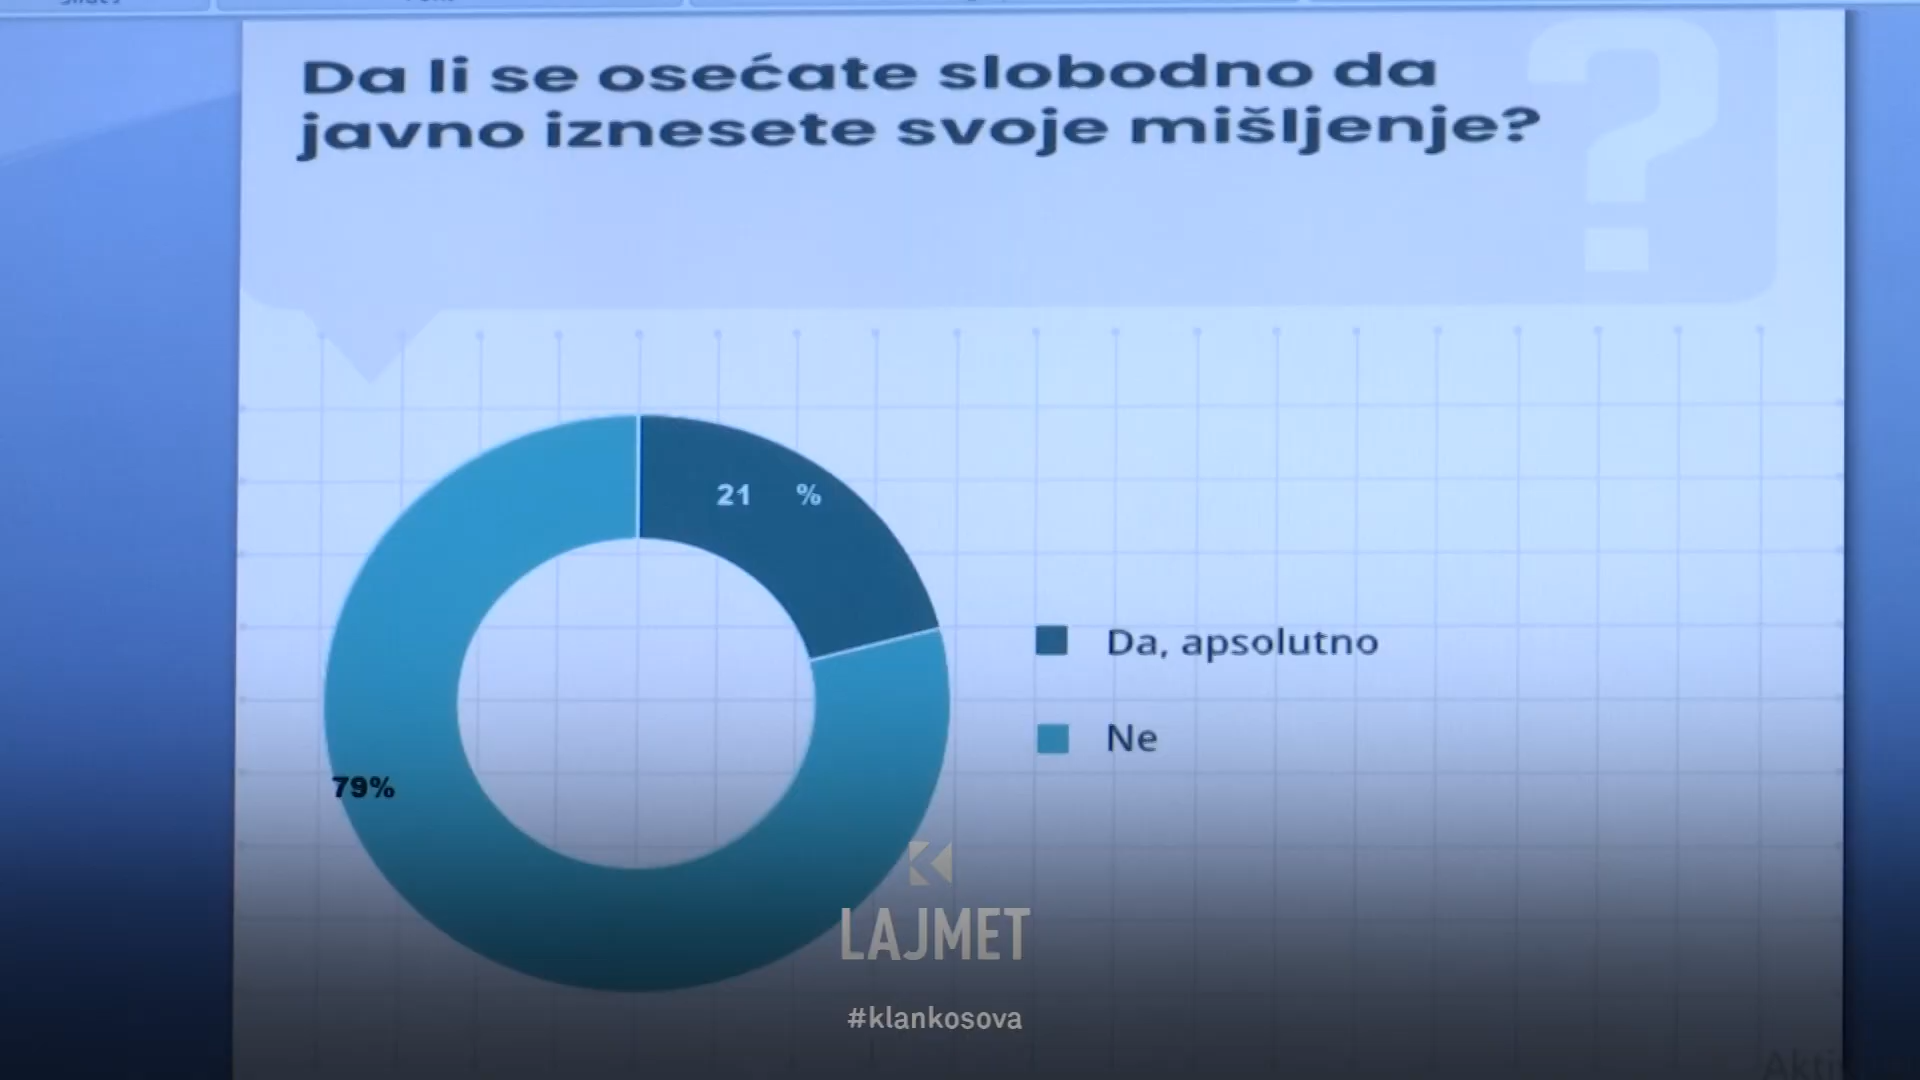 Da li se osećate slobodno da
javno iznesete svoje mišljenje?
21 %
Da, apsolutno
Ne
79%
LAJMET
#klankosova